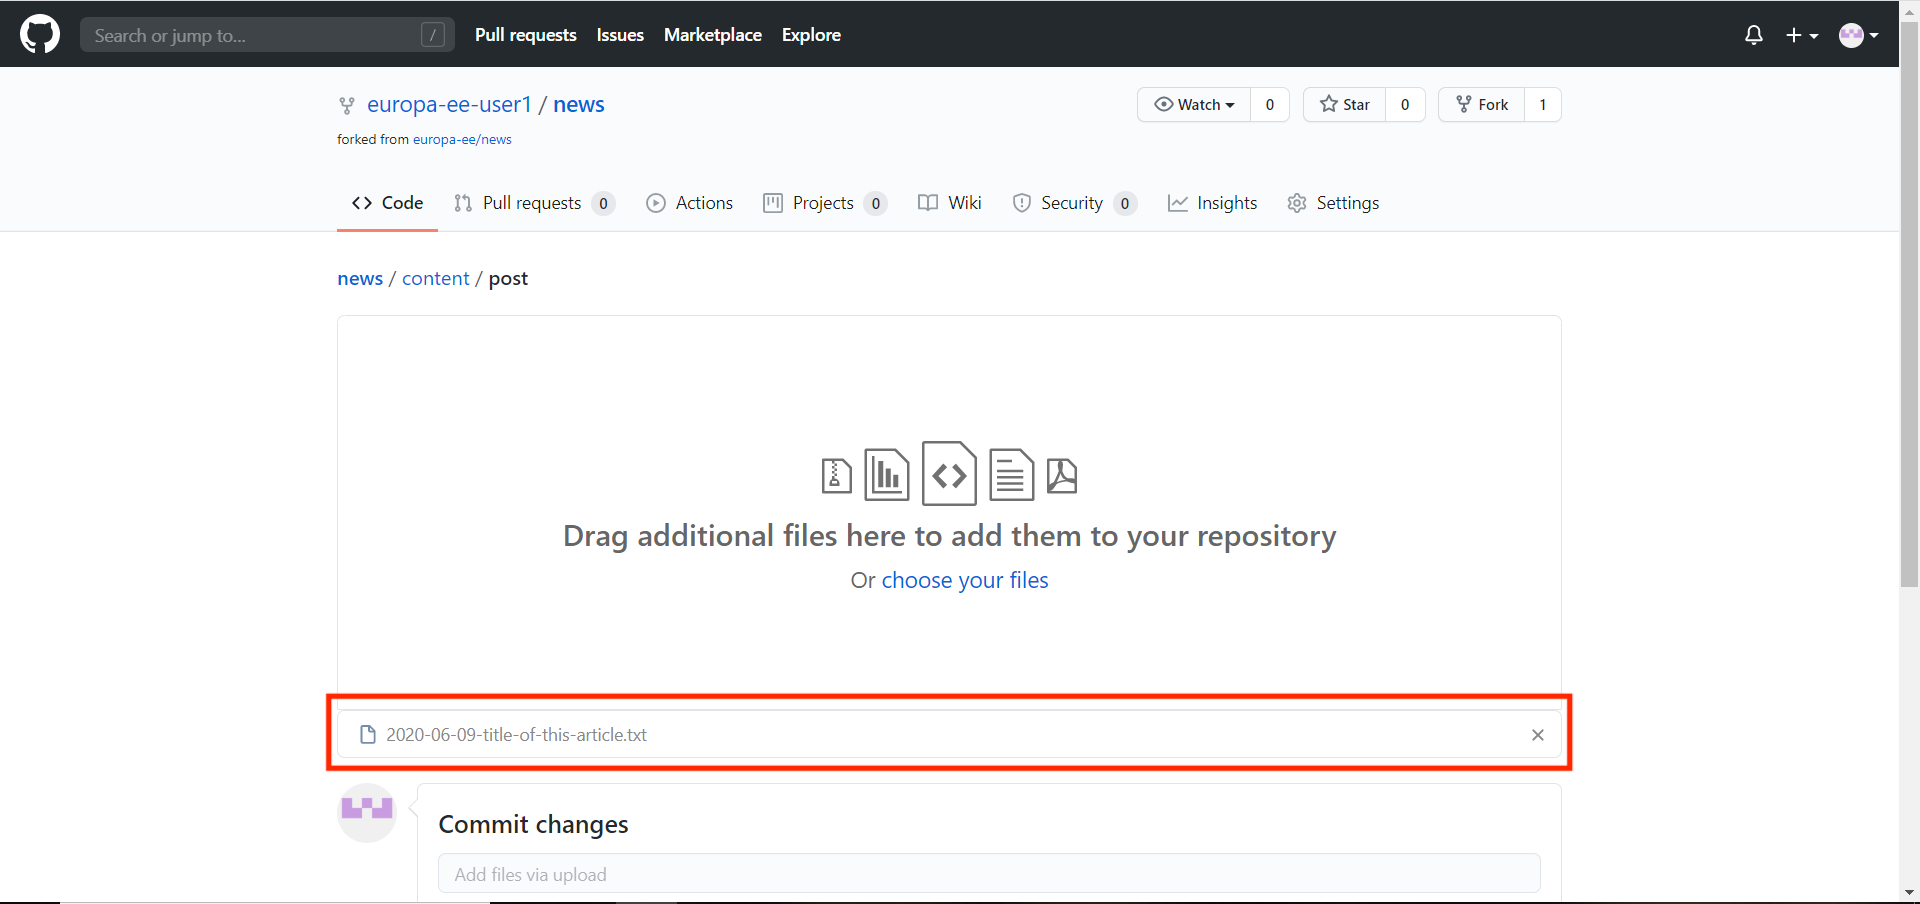 Search or jump to... / Pull requests Issues Marketplace Explore
europa-ee-user1 / news Watch 0 Star 0 Fork 1
forked from europa-ee/news
Code Pull requests 0 Actions Projects 0 Wiki Security 0 Insights Settings
news / content / post
Drag additional files here to add them to your repository
Or choose your files
2020-06-09-title-of-this-article.txt
Commit changes
Add files via upload